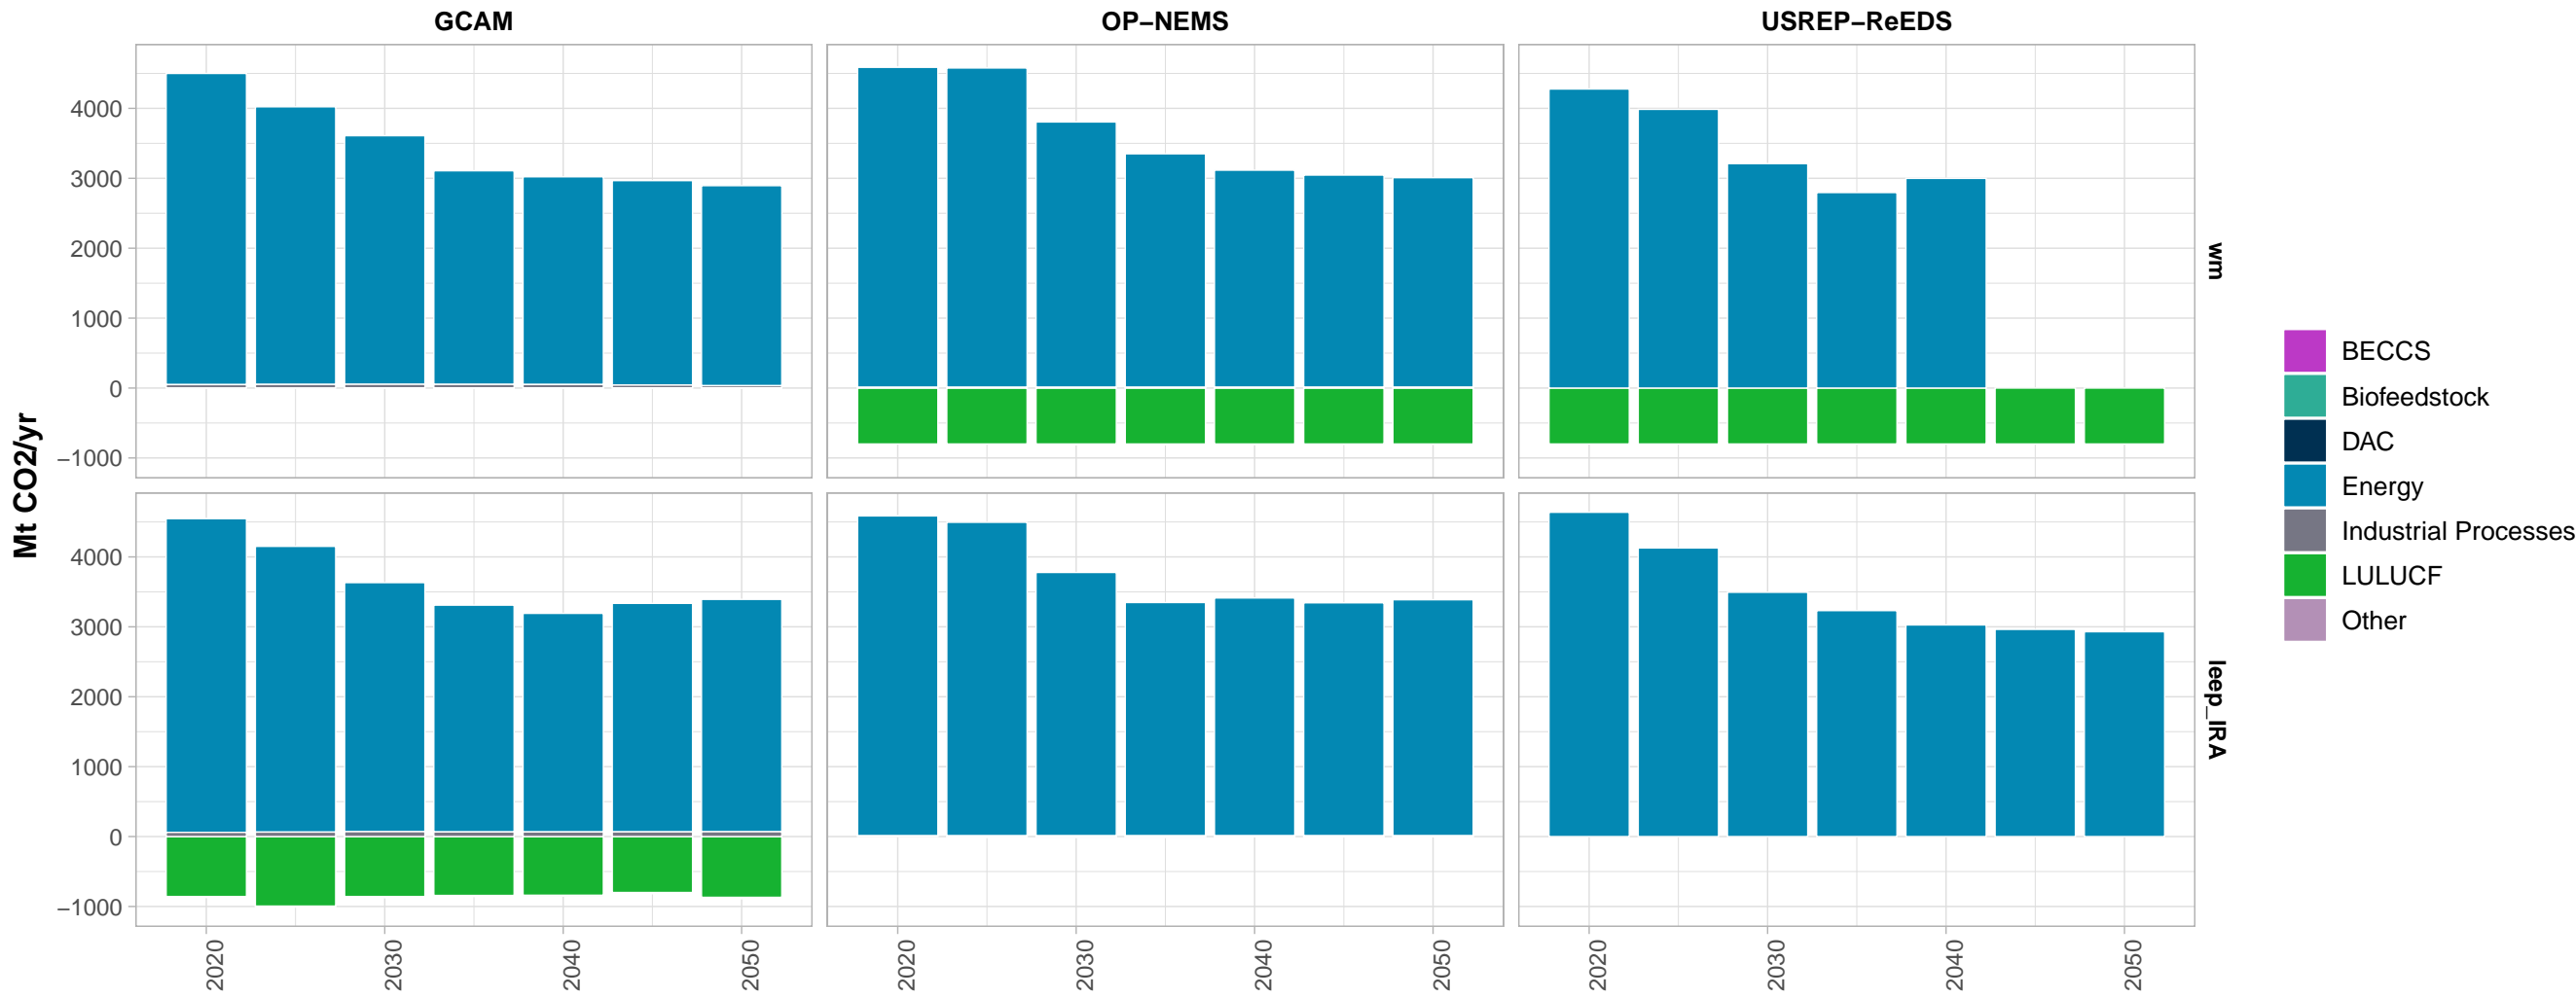 GCAM
OP−NEMS
USREP−ReEDS
Mt CO2/yr
4000
3000
2000
1000
0
−1000
wm
4000
3000
2000
1000
0
−1000
leep_IRA
2020
2030
2040
2050
2020
2030
2040
2050
2020
2030
2040
2050
BECCS
Biofeedstock
DAC
Energy
Industrial Processes
LULUCF
Other